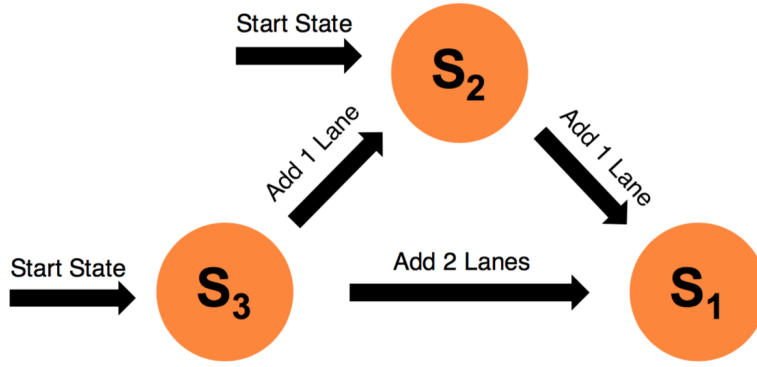 Start State
S2
Add 1 Lane
Add 1 Lane
Start State
S3
Add 2 Lanes
S1